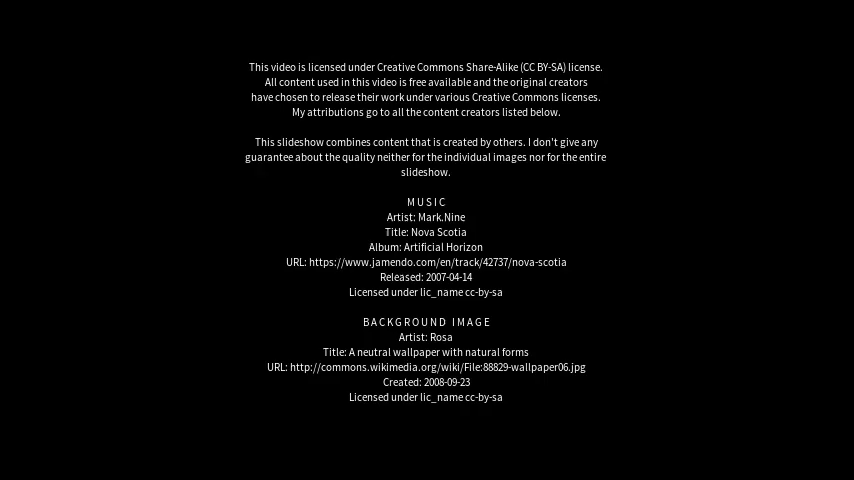 This video is licensed under Creative Commons Share-Alike (CC BY-SA) license.
All content used in this video is free available and the original creators
have chosen to release their work under various Creative Commons licenses.
My attributions go to all the content creators listed below.
This slideshow combines content that is created by others. I don't give any
guarantee about the quality neither for the individual images nor for the entire
slideshow.
MUSIC
Artist: Mark.Nine
Title: Nova Scotia
Album: Artificial Horizon
URL: https://www.jamendo.com/en/track/42737/nova-scotia
Released: 2007-04-14
Licensed under lic_name cc-by-sa
BACKGROUND IMAGE
Artist: Rosa
Title: A neutral wallpaper with natural forms
URL: http://commons.wikimedia.org/wiki/File:88829-wallpaper06.jpg
Created: 2008-09-23
Licensed under lic_name cc-by-sa